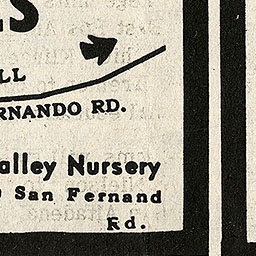 LL
RNANDO RD.
alley Nursery
San Fernand
Rd.